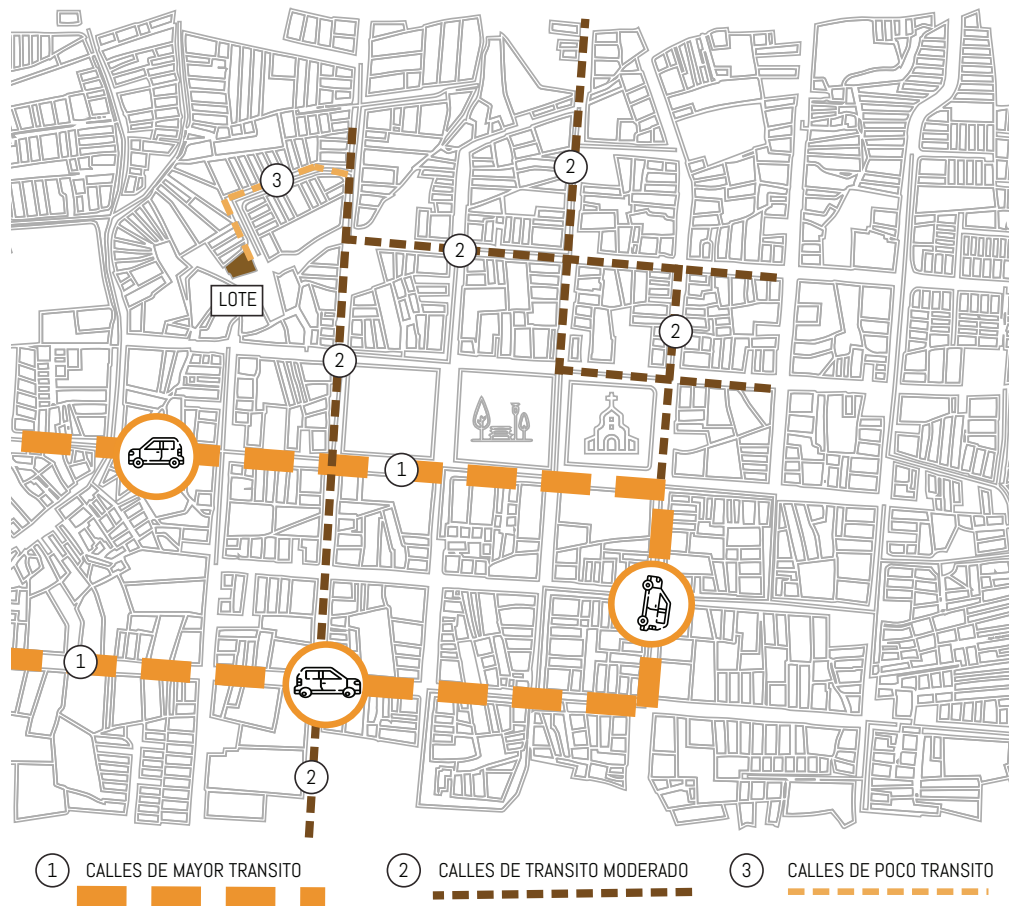 2
3
2
LOTE
2
2
1
1
2
1 CALLES DE MAYOR TRANSITO
2 CALLES DE TRANSITO MODERADO
3 CALLES DE POCO TRANSITO